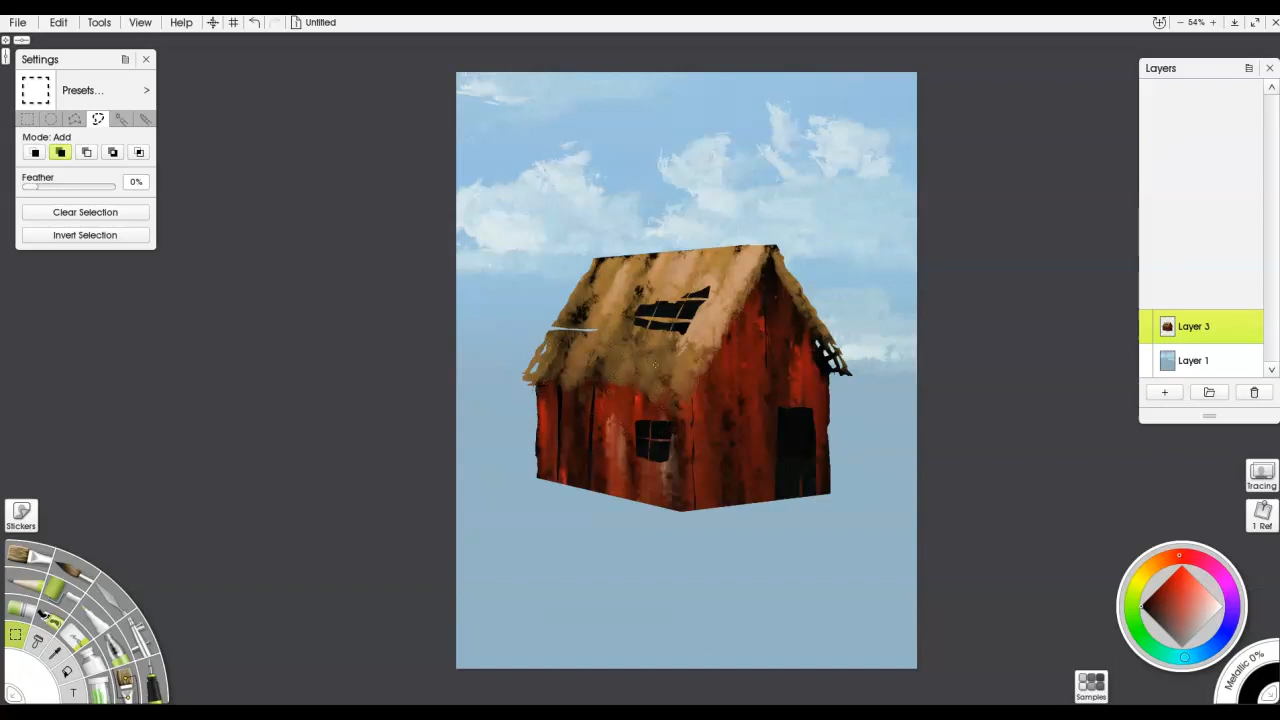 File Edit Tools View Help Untitled 54%
Settings
Presets...
Mode: Add
Feather
0%
Clear Selection
Invert Selection
Layers
Layer 3
Layer 1
Tracing
1 Ref
Stickers
T
Samples
Metallic 0%